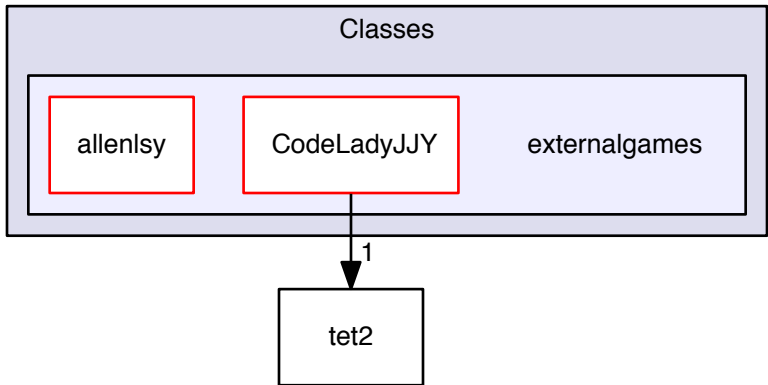 Classes
allenlsy
CodeLadyJJY
externalgames
1
tet2